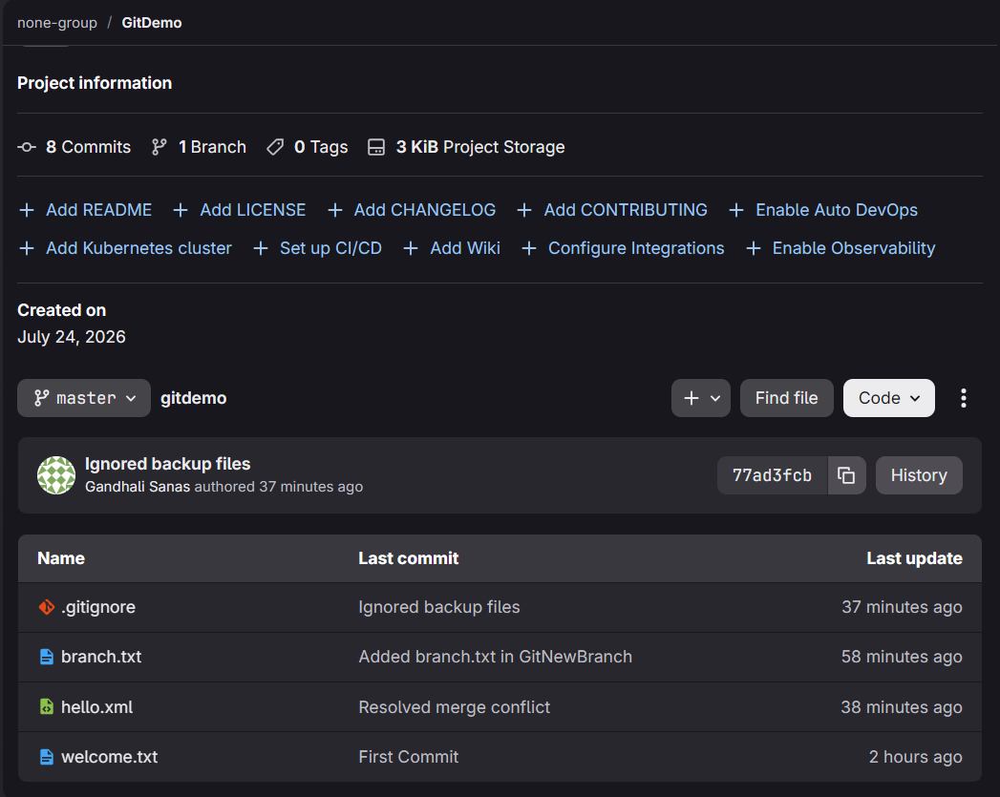 none-group / GitDemo
Project information
8 Commits 1 Branch 0 Tags 3 KiB Project Storage
+ Add README + Add LICENSE + Add CHANGELOG + Add CONTRIBUTING + Enable Auto DevOps
+ Add Kubernetes cluster + Set up CI/CD + Add Wiki + Configure Integrations + Enable Observability
Created on
July 24, 2026
master gitdemo + Find file Code
Ignored backup files
Gandhali Sanas authored 37 minutes ago
77ad3fcb History
Name Last commit Last update
.gitignore Ignored backup files 37 minutes ago
branch.txt Added branch.txt in GitNewBranch 58 minutes ago
hello.xml Resolved merge conflict 38 minutes ago
welcome.txt First Commit 2 hours ago